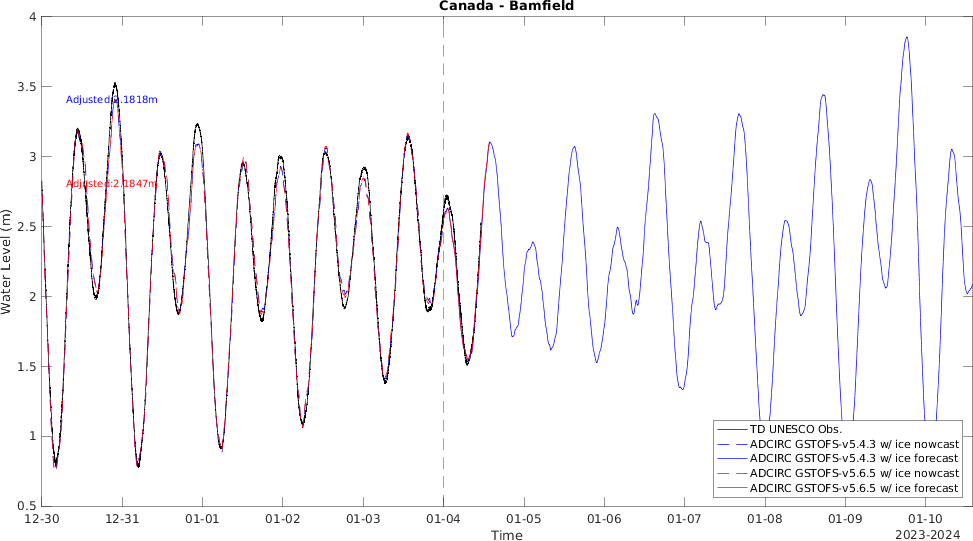 Canada - Bamfield
4
3.5
3
2.5
2
1.5
1
0.5
Water Level (m)
Adjusted: .1818m
Adjusted:2.1847m
TD UNESCO Obs.
ADCIRC GSTOFS-v5.4.3 w/ ice nowcast
ADCIRC GSTOFS-v5.4.3 w/ ice forecast
ADCIRC GSTOFS-v5.6.5 w/ ice nowcast
ADCIRC GSTOFS-v5.6.5 w/ ice forecast
12-30 12-31 01-01 01-02 01-03 01-04 01-05 01-06 01-07 01-08 01-09 01-10
Time
2023-2024